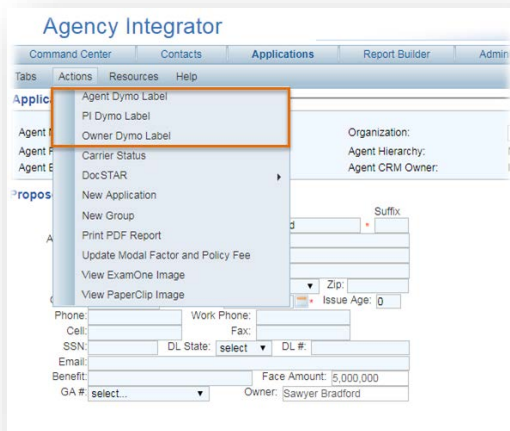 Agency Integrator
Command Center Contacts Applications Report Builder Admin
Tabs Actions Resources Help
Applic
Agent Dymo Label
PI Dymo Label
Owner Dymo Label
Carrier Status
DocSTAR
New Application
New Group
Print PDF Report
Update Modal Factor and Policy Fee
View ExamOne Image
View PaperClip Image
Agent Organization:
Agent Agent Hierarchy:
Agent Agent CRM Owner:
Propos
Suffix
d *
A
Zip:
* Issue Age: 0
Phone: Work Phone:
Cell: Fax:
SSN: DL State: select DL #:
Email:
Benefit: Face Amount: 5,000,000
GA #: select... Owner: Sawyer Bradford